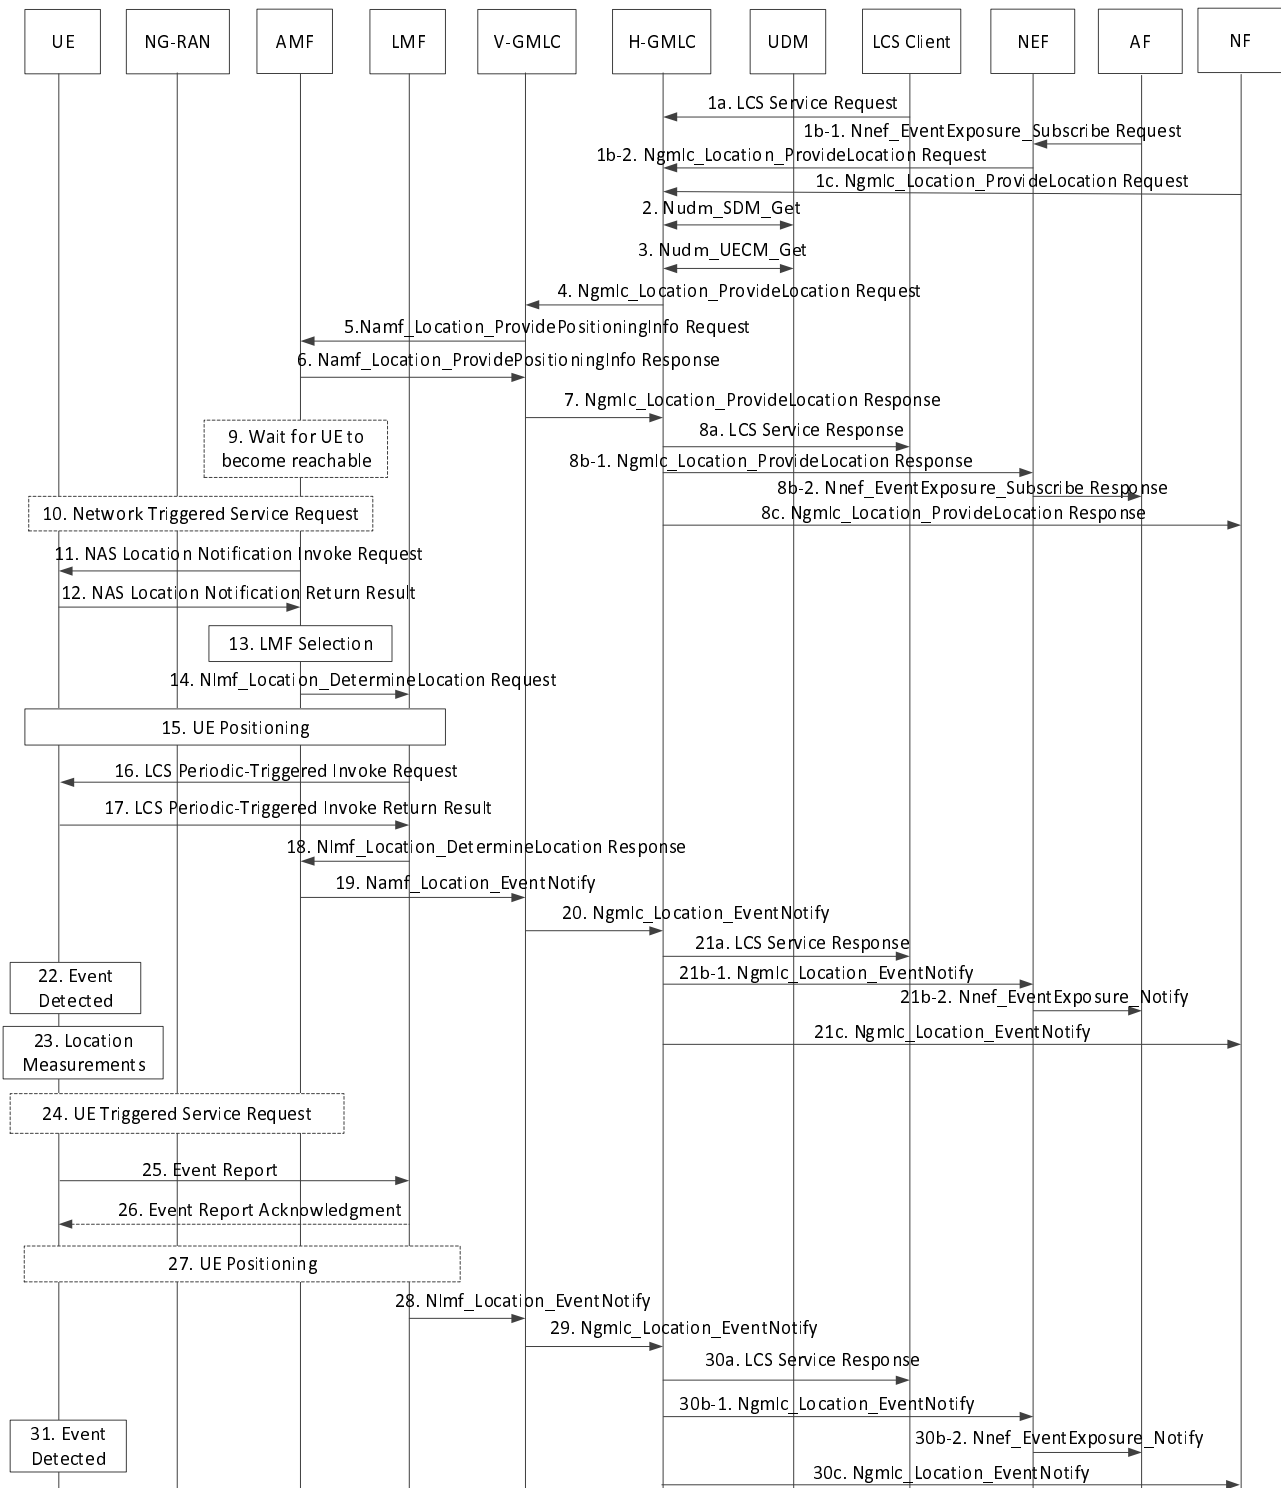 UE
NG-RAN
AMF
LMF
V-GMLC
H-GMLC
UDM
LCS Client
NEF
AF
NF
1a. LCS Service Request
1b-1. Nnef_EventExposure_Subscribe Request
1b-2. Ngmlc_Location_ProvideLocation Request
1c. Ngmlc_Location_ProvideLocation Request
2. Nudm_SDM_Get
3. Nudm_UECM_Get
4. Ngmlc_Location_ProvideLocation Request
5.Namf_Location_ProvidePositioningInfo Request
6. Namf_Location_ProvidePositioningInfo Response
7. Ngmlc_Location_ProvideLocation Response
8a. LCS Service Response
9. Wait for UE to
become reachable
8b-1. Ngmlc_Location_ProvideLocation Response
8b-2. Nnef_EventExposure_Subscribe Response
8c. Ngmlc_Location_ProvideLocation Response
10. Network Triggered Service Request
11. NAS Location Notification Invoke Request
12. NAS Location Notification Return Result
13. LMF Selection
14. Nlmf_Location_DetermineLocation Request
15. UE Positioning
16. LCS Periodic-Triggered Invoke Request
17. LCS Periodic-Triggered Invoke Return Result
18. Nlmf_Location_DetermineLocation Response
19. Namf_Location_EventNotify
20. Ngmlc_Location_EventNotify
21a. LCS Service Response
21b-1. Ngmlc_Location_EventNotify
21b-2. Nnef_EventExposure_Notify
21c. Ngmlc_Location_EventNotify
22. Event
Detected
23. Location
Measurements
24. UE Triggered Service Request
25. Event Report
26. Event Report Acknowledgment
27. UE Positioning
28. Nlmf_Location_EventNotify
29. Ngmlc_Location_EventNotify
30a. LCS Service Response
30b-1. Ngmlc_Location_EventNotify
30b-2. Nnef_EventExposure_Notify
30c. Ngmlc_Location_EventNotify
31. Event
Detected